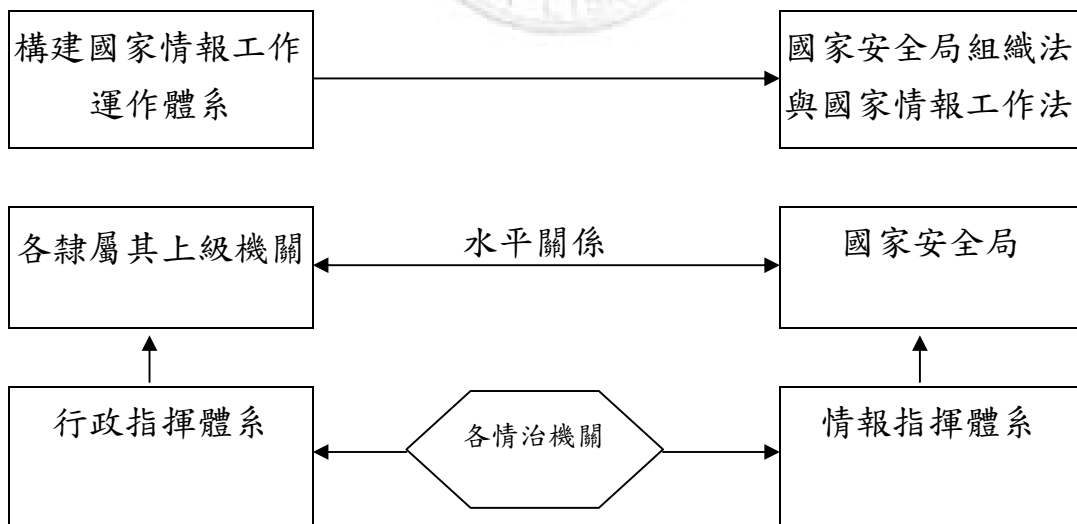 構建國家情報工作
運作體系
國家安全局組織法
與國家情報工作法
各隸屬其上級機關
水平關係
國家安全局
行政指揮體系
各情治機關
情報指揮體系